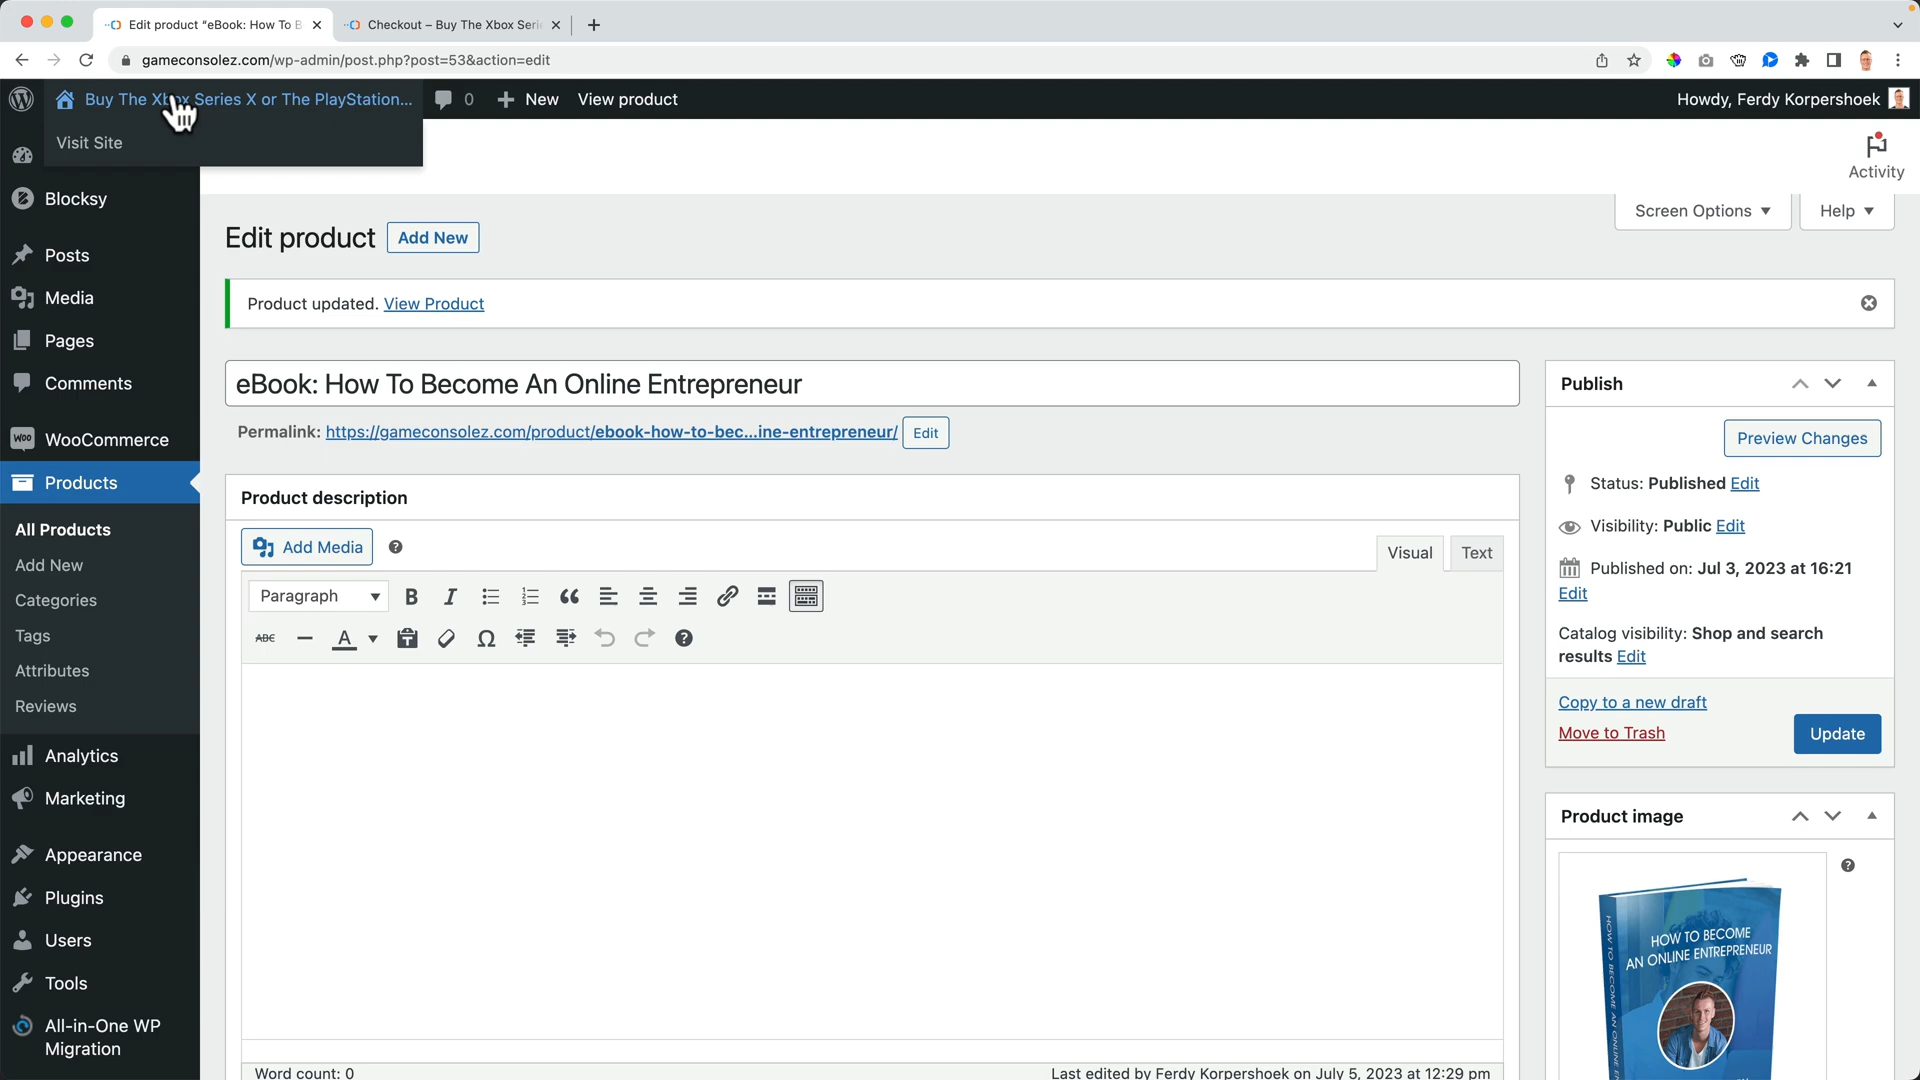 Edit product “eBook: How To B
Checkout – Buy The Xbox Seri
gameconsolez.com/wp-admin/post.php?post=53&action=edit
Buy The Xbox Series X or The PlayStation...
0
New
View product
Howdy, Ferdy Korpershoek
Visit Site
Activity
Blocksy
Posts
Media
Pages
Comments
WooCommerce
Products
All Products
Add New
Categories
Tags
Attributes
Reviews
Analytics
Marketing
Appearance
Plugins
Users
Tools
All-in-One WP
Migration
Screen Options
Help
Edit product
Add New
Product updated. View Product
eBook: How To Become An Online Entrepreneur
Permalink: https://gameconsolez.com/product/ebook-how-to-bec...ine-entrepreneur/ Edit
Product description
Add Media
Visual
Text
Paragraph
Word count: 0
Last edited by Ferdy Korpershoek on July 5, 2023 at 12:29 pm
Publish
Preview Changes
Status: Published Edit
Visibility: Public Edit
Published on: Jul 3, 2023 at 16:21
Edit
Catalog visibility: Shop and search
results Edit
Copy to a new draft
Move to Trash
Update
Product image
HOW TO BECOME
AN ONLINE ENTREPRENEUR
HOW TO BECOME AN ONLINE EN